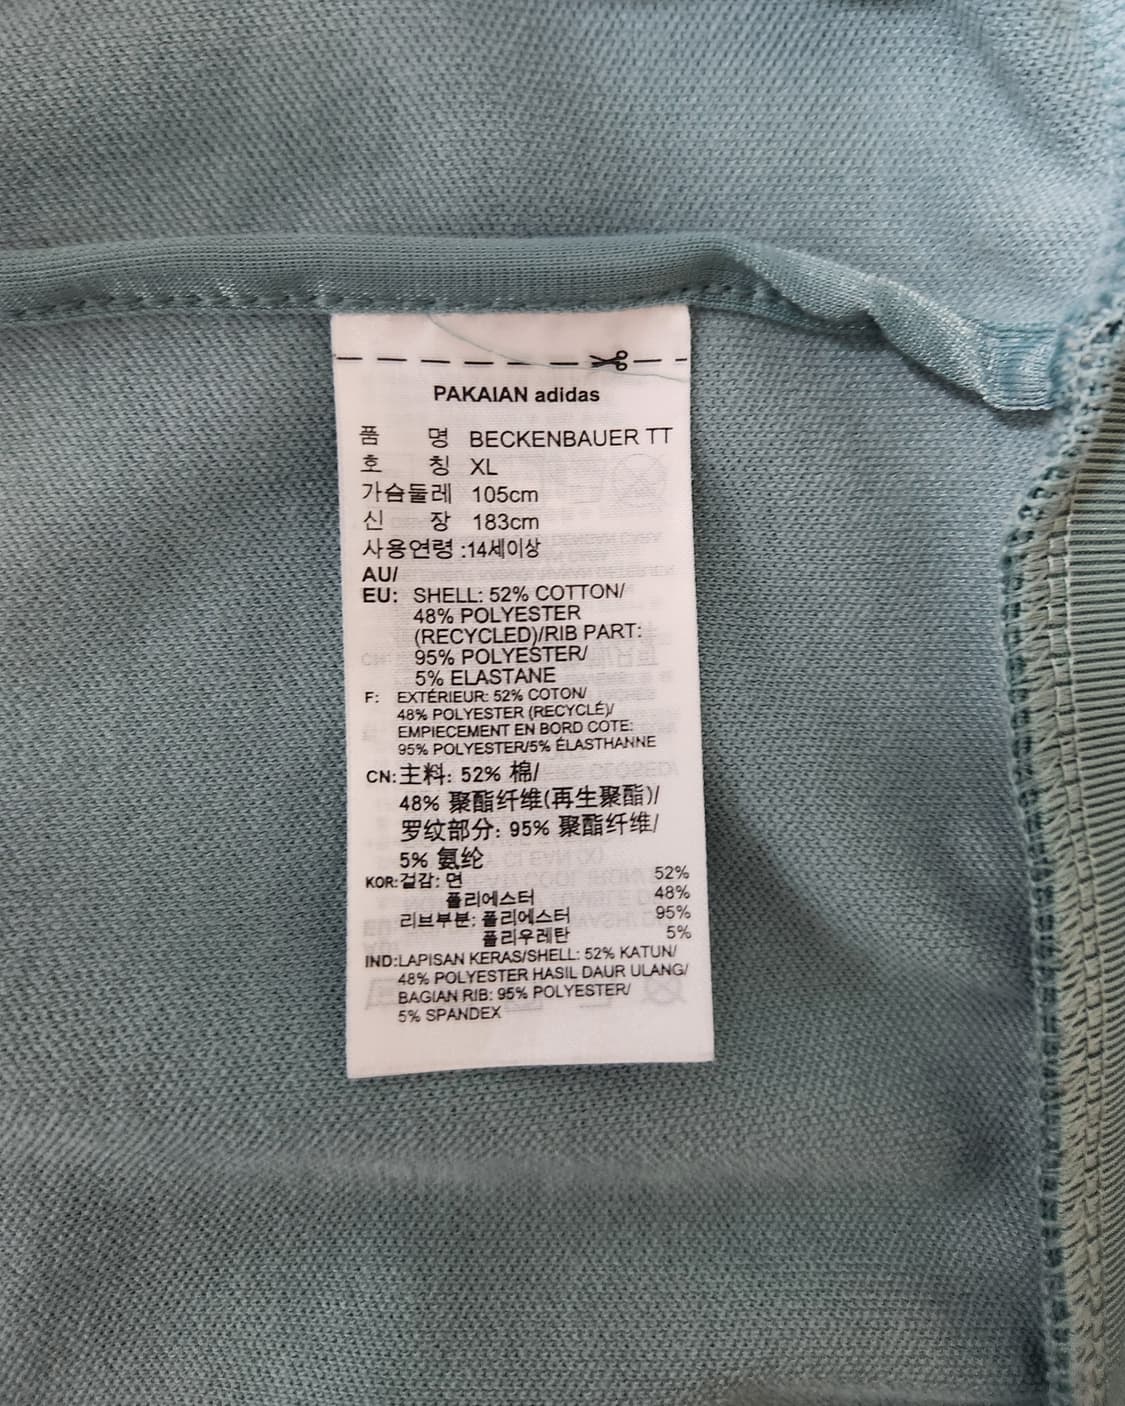 PAKAIAN adidas
품 명 BECKENBAUER TT
호 칭 XL
가슴둘레 105cm
신 장 183cm
사용연령 :14세이상
AU/
EU: SHELL: 52% COTTON/
48% POLYESTER
(RECYCLED)/RIB PART:
95% POLYESTER/
5% ELASTANE
F: EXTÉRIEUR: 52% COTON/
48% POLYESTER (RECYCLÉ)/
EMPIECEMENT EN BORD COTE:
95% POLYESTER/5% ÉLASTHANNE
CN: 主料: 52% 棉/
48% 聚酯纤维(再生聚酯)/
罗纹部分: 95% 聚酯纤维/
5% 氨纶
KOR: 겉감: 면 52%
폴리에스터 48%
리브부분: 폴리에스터 95%
폴리우레탄 5%
IND: LAPISAN KERAS/SHELL: 52% KATUN/
48% POLYESTER HASIL DAUR ULANG/
BAGIAN RIB: 95% POLYESTER/
5% SPANDEX